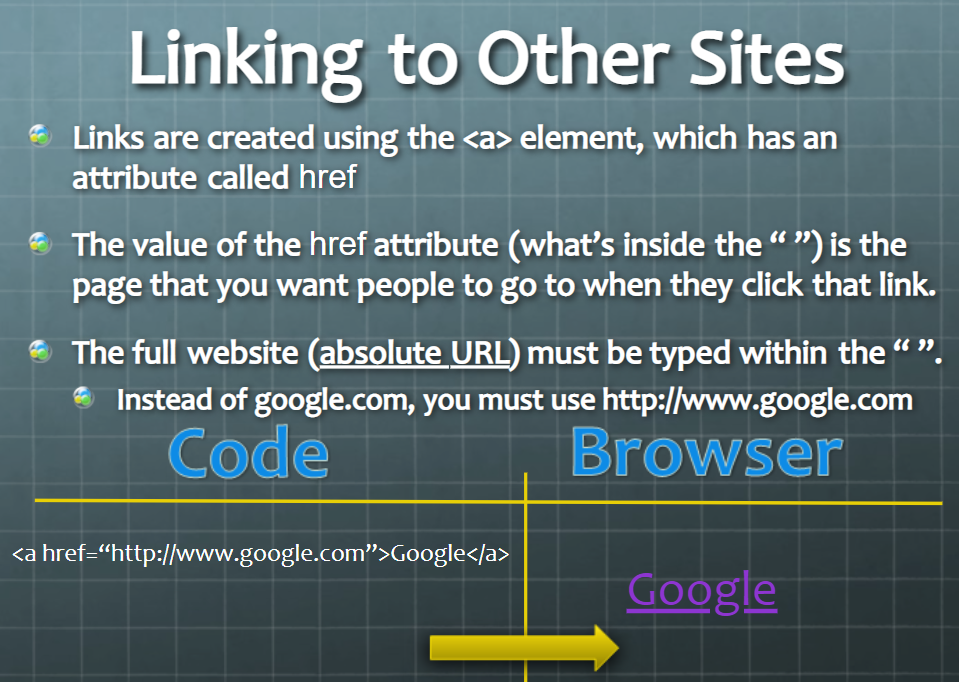 Linking to Other Sites
Links are created using the <a> element, which has an
attribute called href
The value of the href attribute (what’s inside the “ ”) is the
page that you want people to go to when they click that link.
The full website (absolute URL) must be typed within the “ ”.
Instead of google.com, you must use http://www.google.com
Code
Browser
<a href=“http://www.google.com”>Google</a>
Google